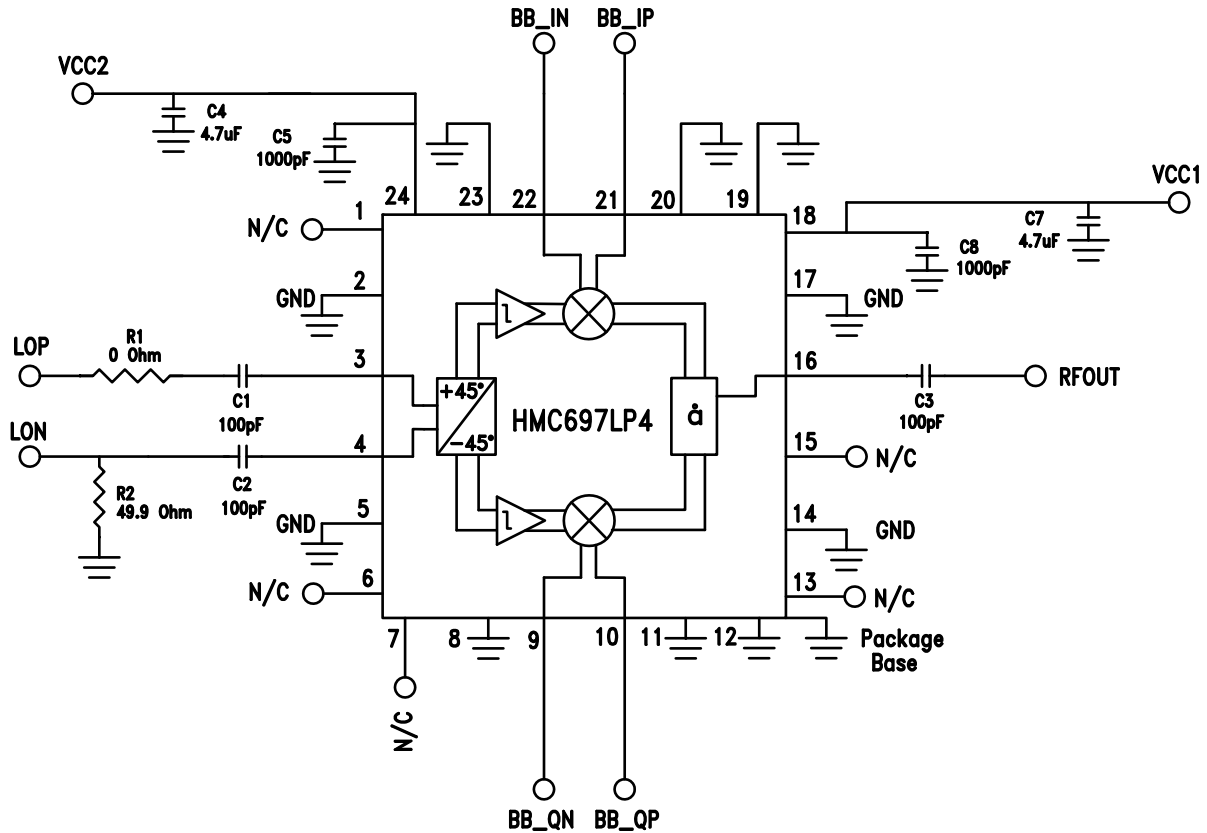 BB_IN BB_IP
VCC2
C4
4.7uF
C5
1000pF
VCC1
C7
4.7uF
C8
1000pF
24 23 22 21 20 19
N/C 1
18
GND 2
17 GND
R1
0 Ohm
LOP
3
C1
100pF
16
RFOUT
C3
100pF
+45°
-45°
HMC697LP4
å
LON
4
C2
100pF
R2
49.9 Ohm
15
N/C
GND 5
14
GND
N/C 6
13
N/C
7 8 9 10 11 12
Package
Base
N/C
BB_QN BB_QP